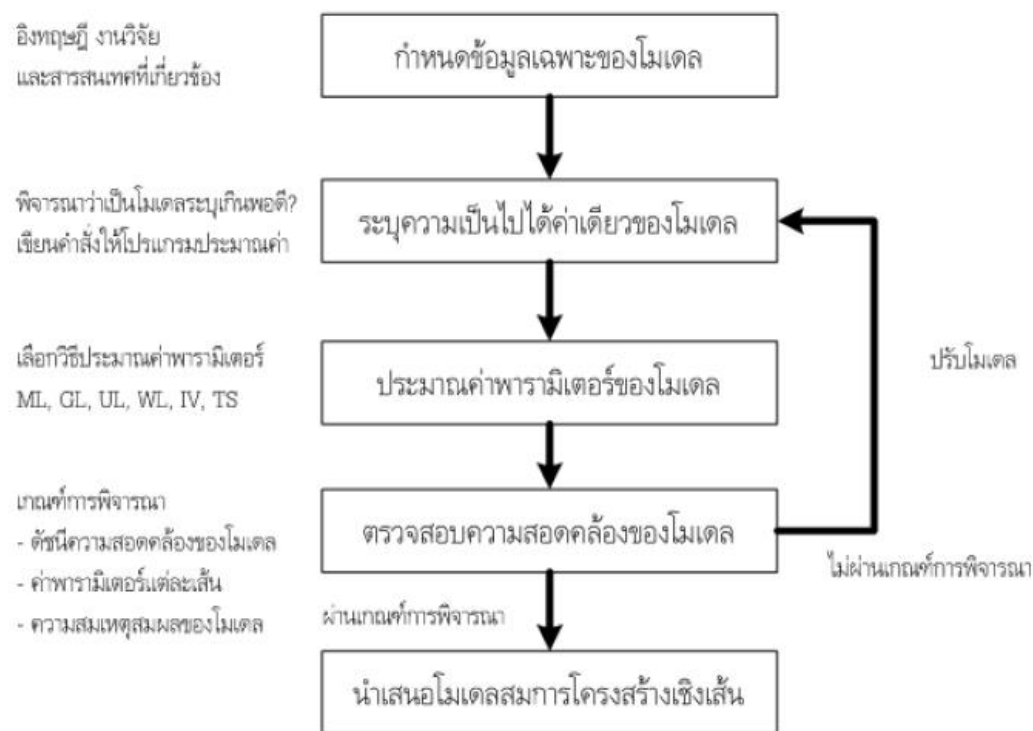 อิงทฤษฎี งานวิจัย
และสารสนเทศที่เกี่ยวข้อง
กำหนดข้อมูลเฉพาะของโมเดล
พิจารณาว่าเป็นโมเดลระบุเกินพอดี?
เขียนคำสั่งให้โปรแกรมประมาณค่า
ระบุความเป็นไปได้ค่าเดียวของโมเดล
เลือกวิธีประมาณค่าพารามิเตอร์
ML, GL, UL, WL, IV, TS
ประมาณค่าพารามิเตอร์ของโมเดล
ปรับโมเดล
เกณฑ์การพิจารณา
- ดัชนีความสอดคล้องของโมเดล
- ค่าพารามิเตอร์แต่ละเส้น
- ความสมเหตุสมผลของโมเดล
ตรวจสอบความสอดคล้องของโมเดล
ไม่ผ่านเกณฑ์การพิจารณา
ผ่านเกณฑ์การพิจารณา
นำเสนอโมเดลสมการโครงสร้างเชิงเส้น